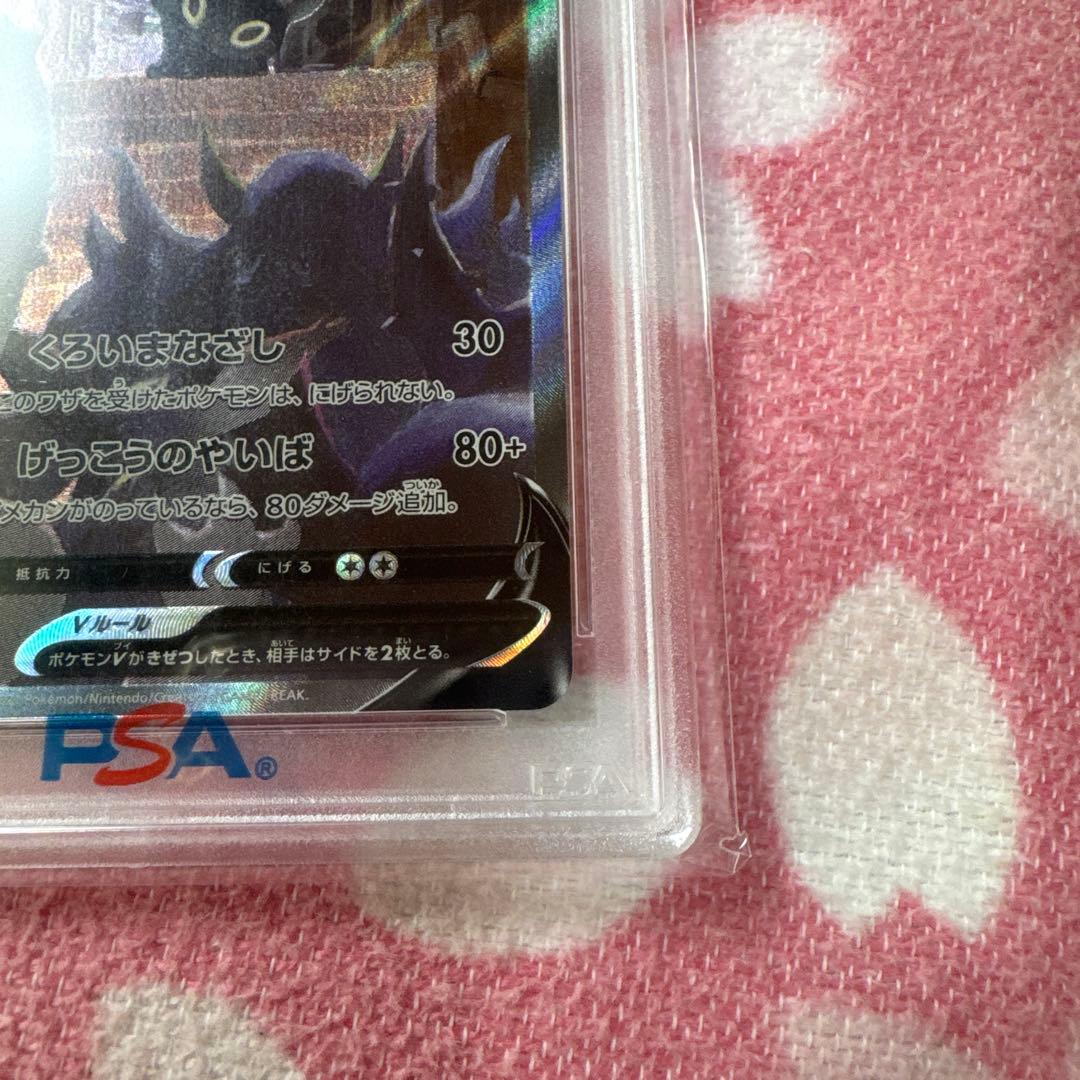 くろいまなざし 30
このワザを受けたポケモンは、にげられない。
げっこうのやいば 80+
メカンがのっているなら、80ダメージ追加。
抵抗力 にげる
Vルール
ポケモンVがきぜつしたとき、相手はサイドを2枚とる。
Pokémon/Nintendo/Creat REAK.
PSA®
PSA